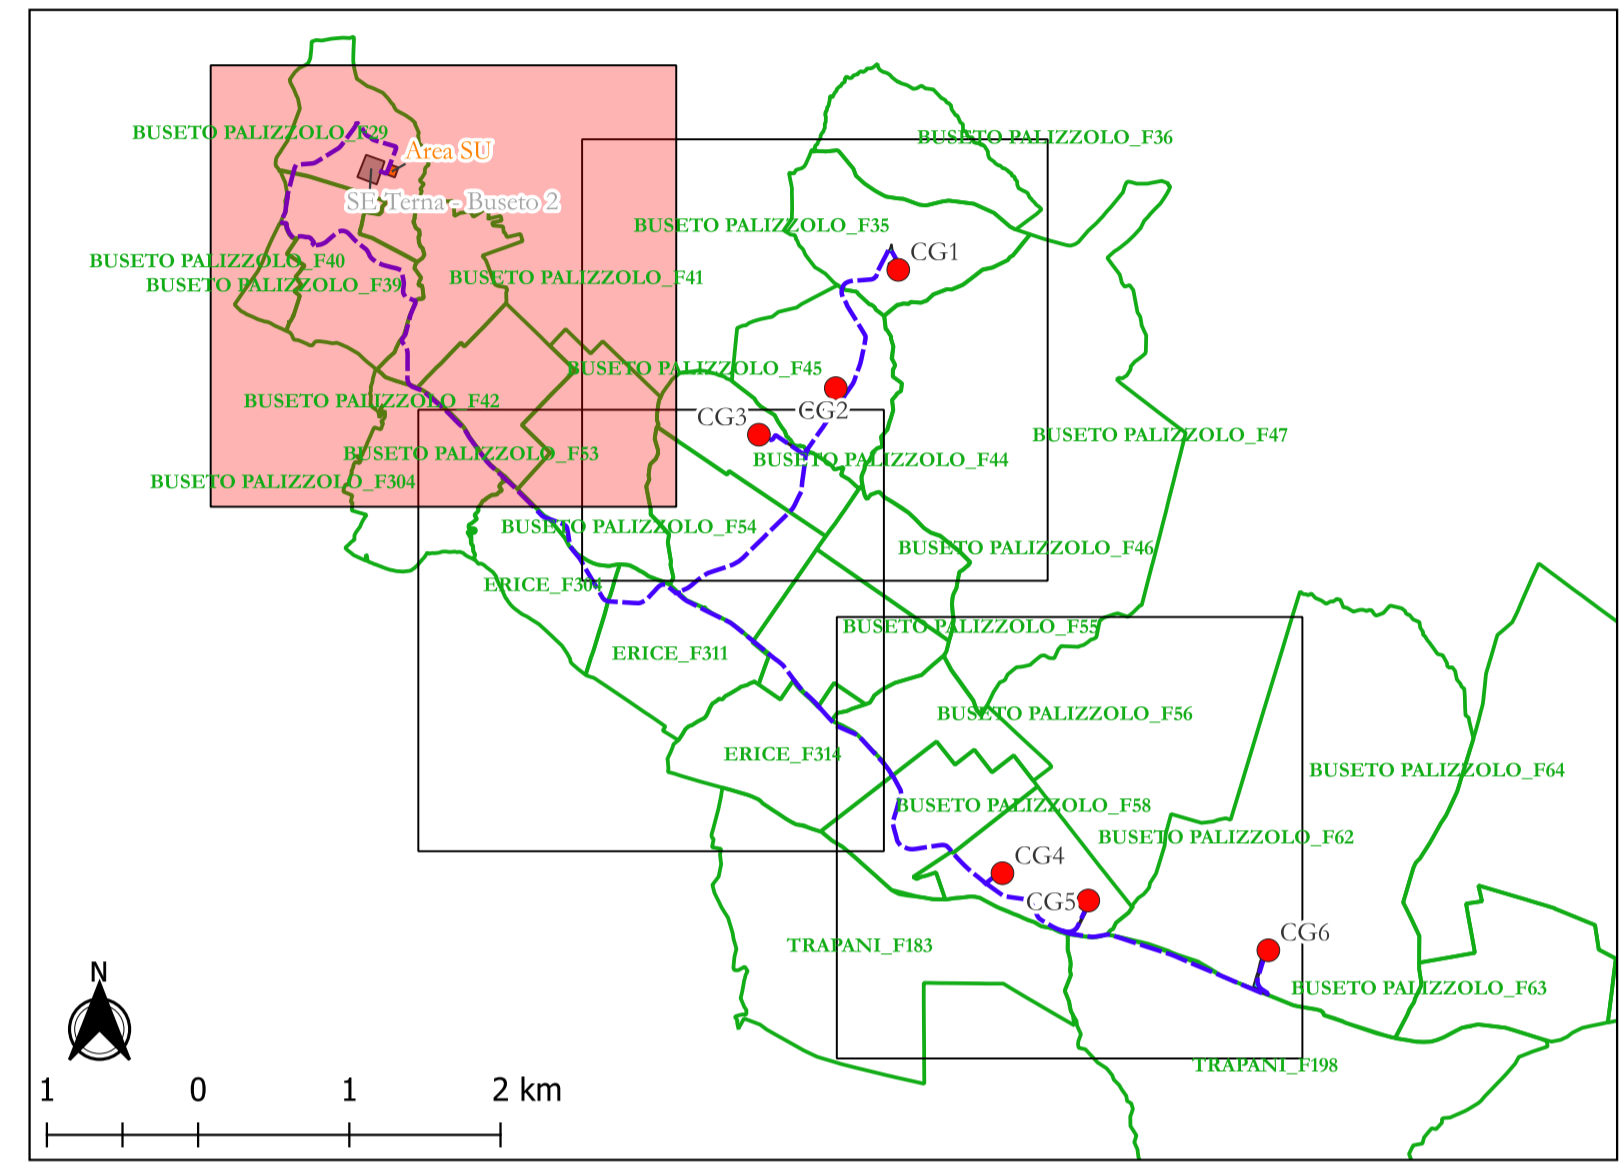 BUSETO PALIZZOLO_F29
BUSETO PALIZZOLO_F36
Area SU
SE Terna - Buseto 2
BUSETO PALIZZOLO_F35
CG1
BUSETO PALIZZOLO_F40
BUSETO PALIZZOLO_F39
BUSETO PALIZZOLO_F41
BUSETO PALIZZOLO_F45
BUSETO PALIZZOLO_F42
CG3
CG2
BUSETO PALIZZOLO_F47
BUSETO PALIZZOLO_F53
BUSETO PALIZZOLO_F44
BUSETO PALIZZOLO_F304
BUSETO PALIZZOLO_F54
BUSETO PALIZZOLO_F46
ERICE_F304
BUSETO PALIZZOLO_F55
ERICE_F311
BUSETO PALIZZOLO_F56
ERICE_F314
BUSETO PALIZZOLO_F64
BUSETO PALIZZOLO_F58
BUSETO PALIZZOLO_F62
CG4
CG5
CG6
TRAPANI_F183
BUSETO PALIZZOLO_F63
TRAPANI_F198
N
1 0 1 2 km